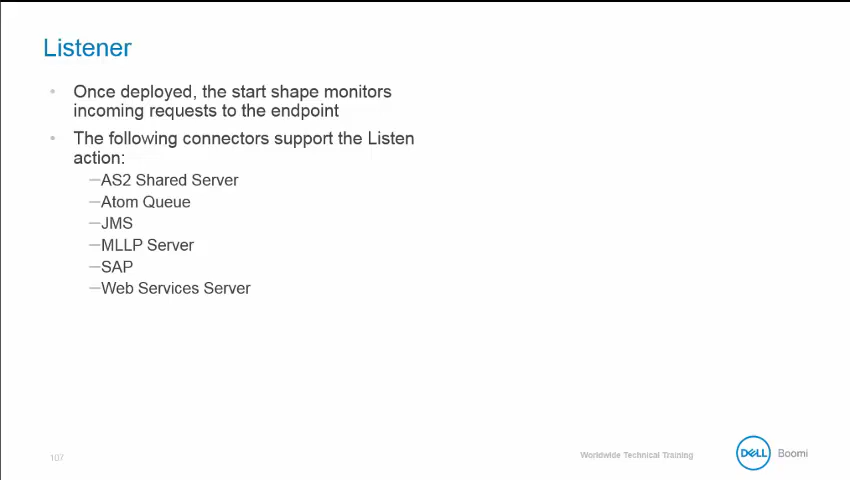 Listener
• Once deployed, the start shape monitors
incoming requests to the endpoint
• The following connectors support the Listen
action:
—AS2 Shared Server
—Atom Queue
—JMS
—MLLP Server
—SAP
—Web Services Server
107
Worldwide Technical Training
DELL
Boomi